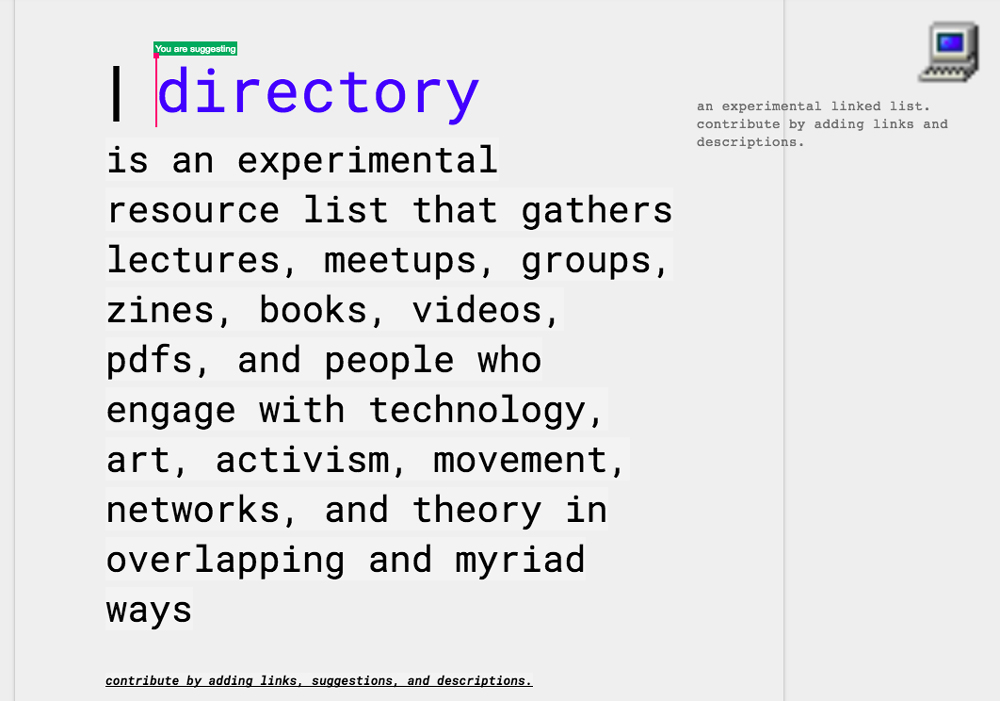 You are suggesting
| directory
an experimental linked list.
contribute by adding links and
descriptions.
is an experimental
resource list that gathers
lectures, meetups, groups,
zines, books, videos,
pdfs, and people who
engage with technology,
art, activism, movement,
networks, and theory in
overlapping and myriad
ways
contribute by adding links, suggestions, and descriptions.